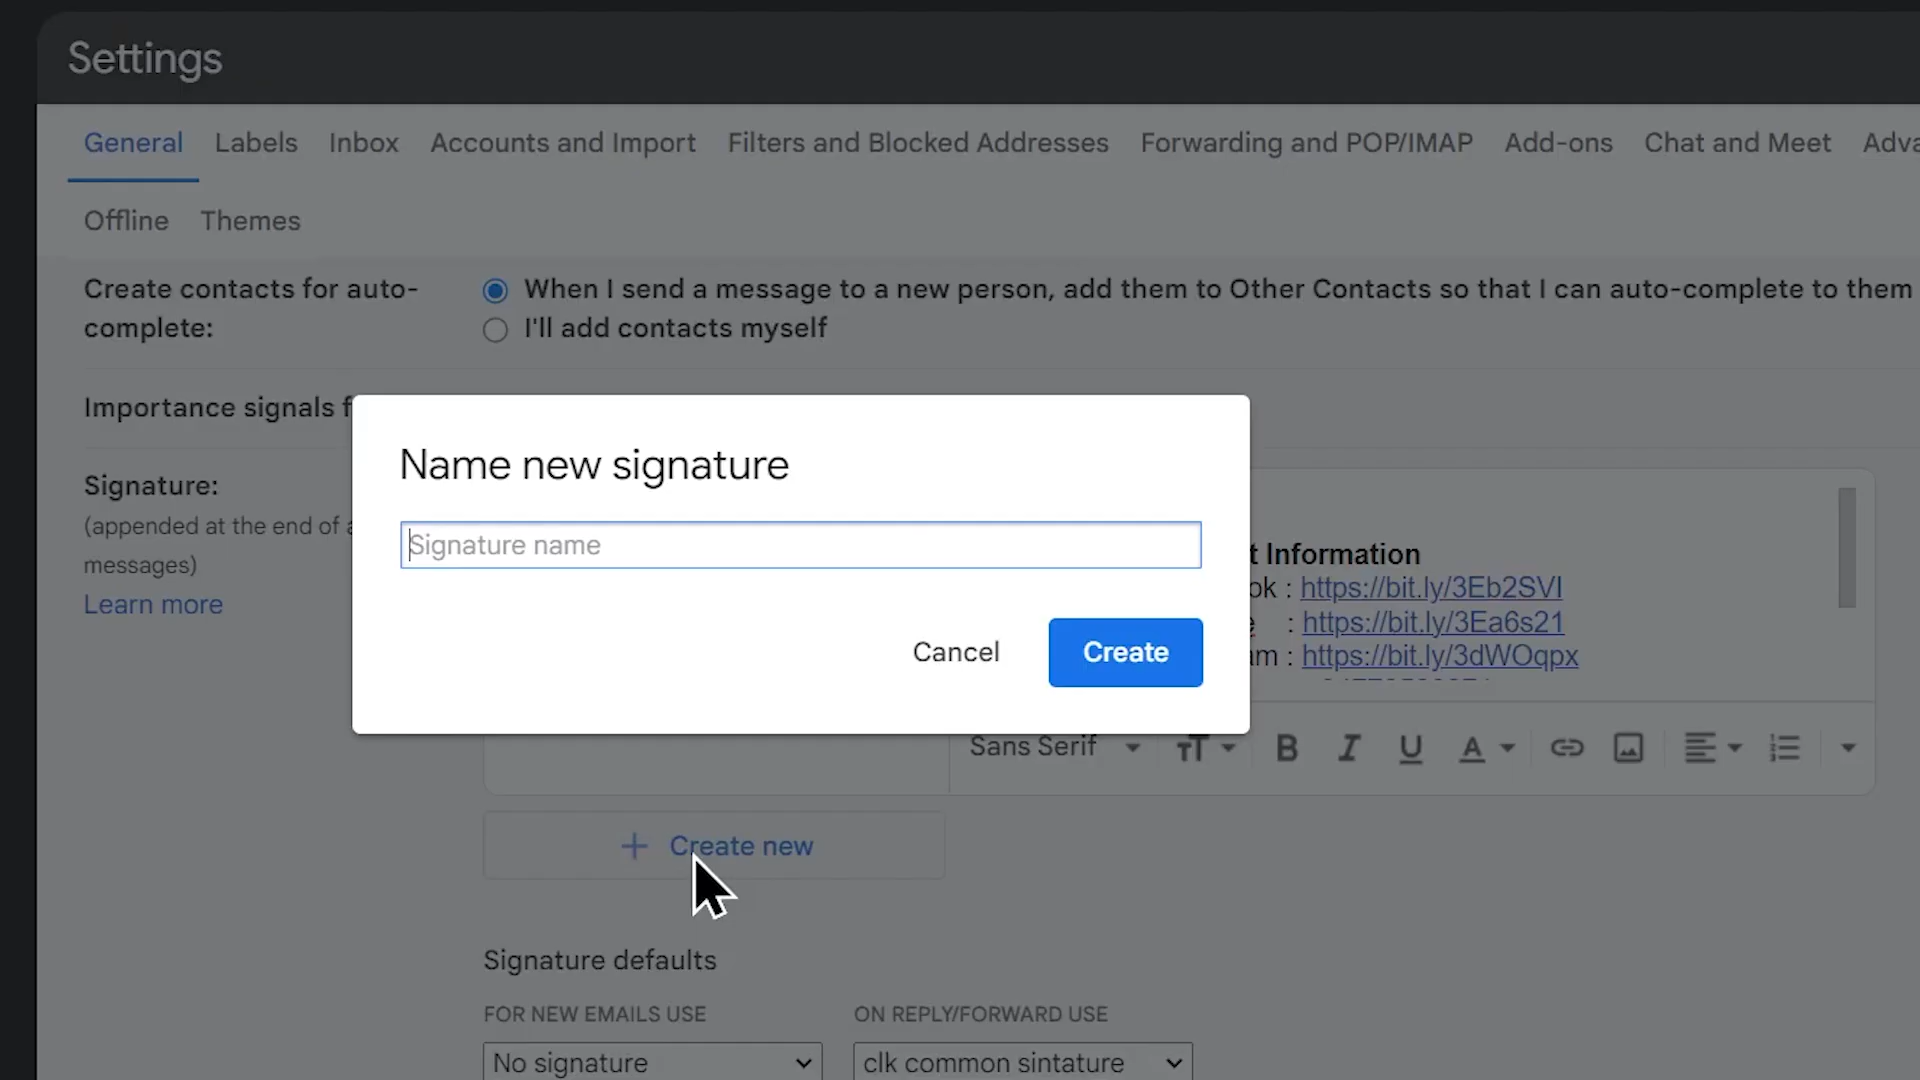 Settings
General Labels Inbox Accounts and Import Filters and Blocked Addresses Forwarding and POP/IMAP Add-ons Chat and Meet
Offline Themes
Create contacts for auto-
complete:
When I send a message to a new person, add them to Other Contacts so that I can auto-complete to them
I'll add contacts myself
Importance signals
Signature:
(appended at the end of
messages)
Learn more
Name new signature
Signature name
Cancel Create
Information
: https://bit.ly/3Eb2SVI
: https://bit.ly/3Ea6s21
: https://bit.ly/3dWOqpx
Sans Serif
+ Create new
Signature defaults
FOR NEW EMAILS USE
No signature
ON REPLY/FORWARD USE
clk common sintature